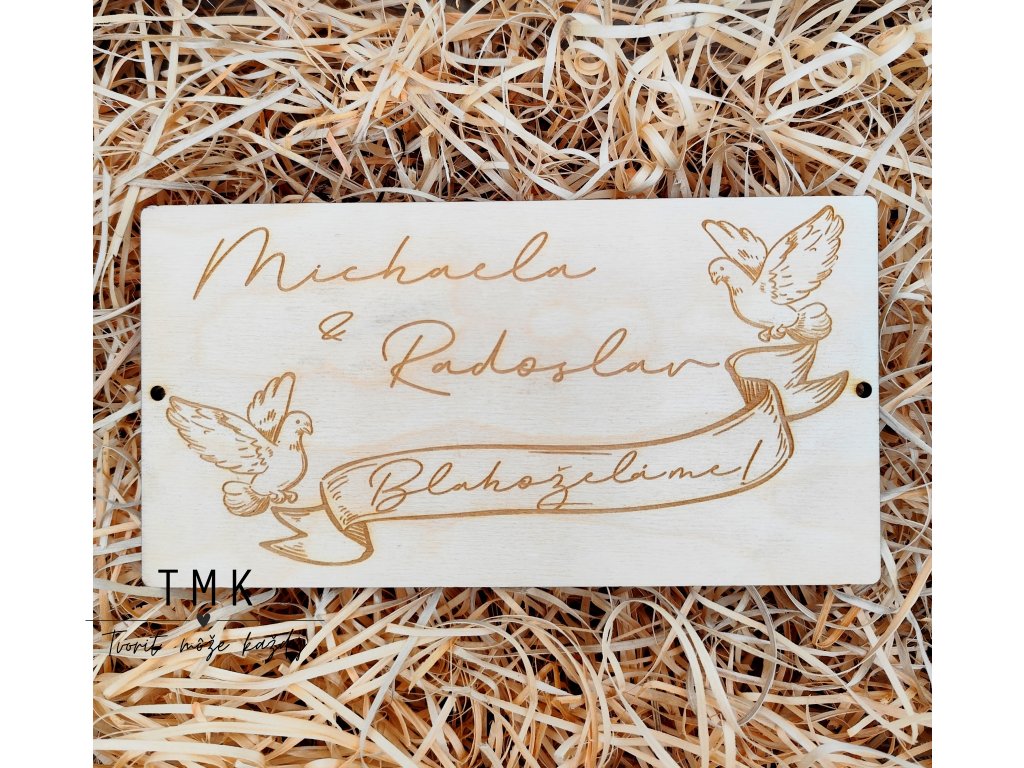 Michaela
&
Radoslav
Blahoželáme!
TMK
Tvoriť môže každý